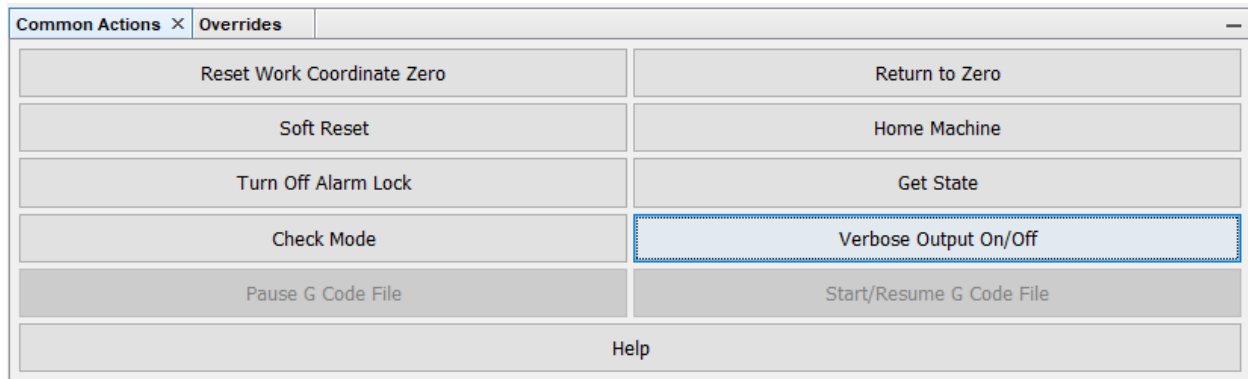 Common Actions × Overrides
Reset Work Coordinate Zero
Return to Zero
Soft Reset
Home Machine
Turn Off Alarm Lock
Get State
Check Mode
Verbose Output On/Off
Pause G Code File
Start/Resume G Code File
Help